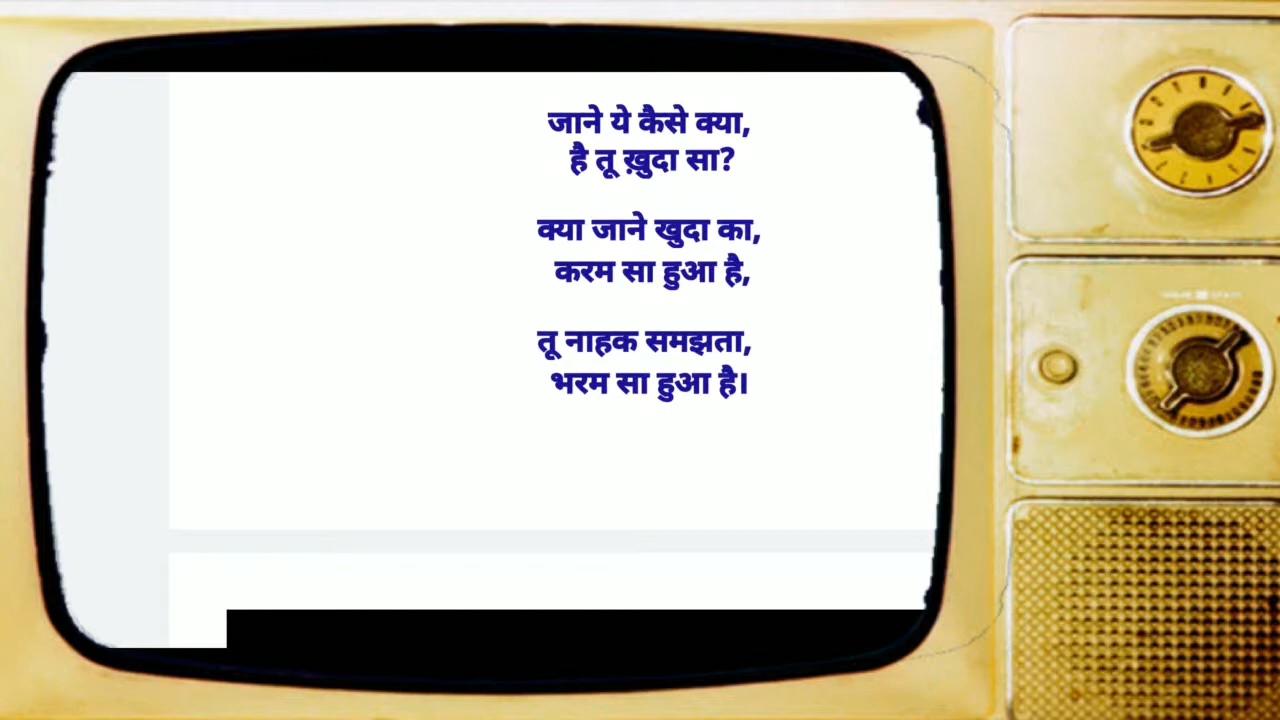 जाने ये कैसे क्या,
है तू ख़ुदा सा?
क्या जाने खुदा का,
करम सा हुआ है,
तू नाहक समझता,
भरम सा हुआ है।